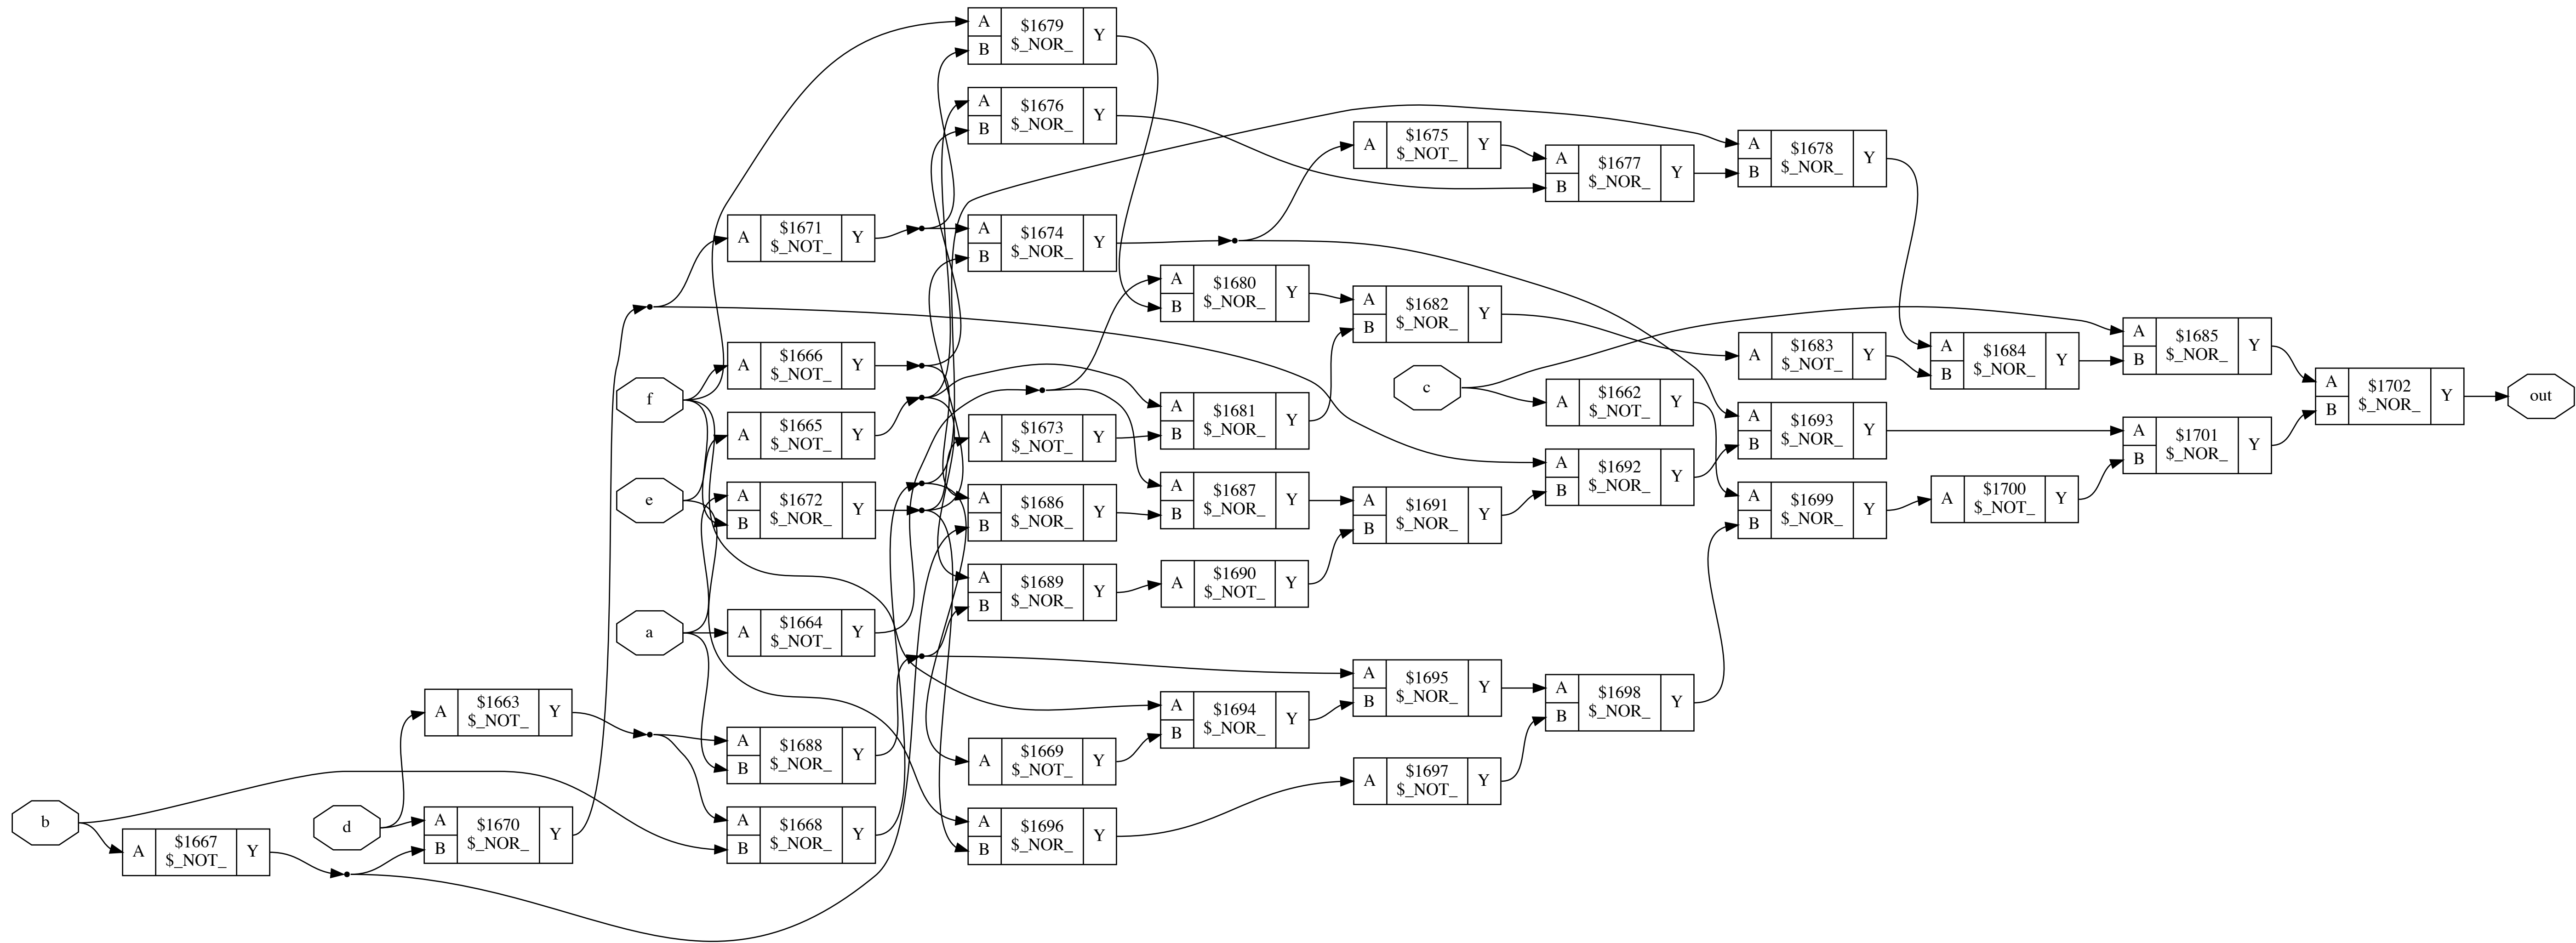 A
B
$1679
$_NOR_
Y
A
B
$1676
$_NOR_
Y
A
$1675
$_NOT_
Y
A
B
$1677
$_NOR_
Y
A
B
$1678
$_NOR_
Y
A
$1671
$_NOT_
Y
A
B
$1674
$_NOR_
Y
A
B
$1680
$_NOR_
Y
A
B
$1682
$_NOR_
Y
A
$1683
$_NOT_
Y
A
B
$1684
$_NOR_
Y
A
B
$1685
$_NOR_
Y
f
A
$1666
$_NOT_
Y
A
$1665
$_NOT_
Y
A
$1673
$_NOT_
Y
A
B
$1681
$_NOR_
Y
c
A
$1662
$_NOT_
Y
A
B
$1693
$_NOR_
Y
A
B
$1701
$_NOR_
Y
A
B
$1702
$_NOR_
Y
out
e
A
B
$1672
$_NOR_
Y
A
B
$1686
$_NOR_
Y
A
B
$1687
$_NOR_
Y
A
B
$1691
$_NOR_
Y
A
B
$1692
$_NOR_
Y
A
B
$1699
$_NOR_
Y
A
$1700
$_NOT_
Y
a
A
$1664
$_NOT_
Y
A
B
$1689
$_NOR_
Y
A
$1690
$_NOT_
Y
A
B
$1695
$_NOR_
Y
A
B
$1698
$_NOR_
Y
A
$1663
$_NOT_
Y
A
B
$1688
$_NOR_
Y
A
$1669
$_NOT_
Y
A
B
$1694
$_NOR_
Y
A
$1697
$_NOT_
Y
b
A
$1667
$_NOT_
Y
d
A
B
$1670
$_NOR_
Y
A
B
$1668
$_NOR_
Y
A
B
$1696
$_NOR_
Y